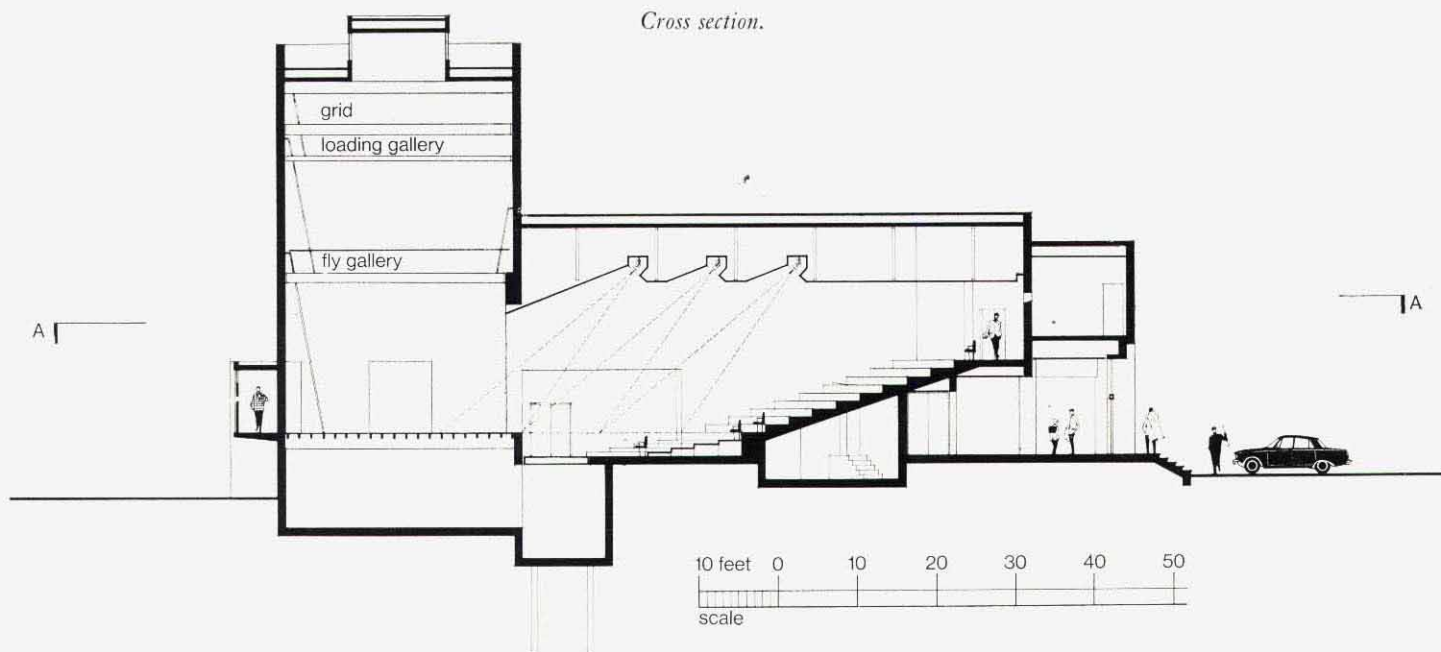 Cross section.
grid
loading gallery
fly gallery
A
A
10 feet 0 10 20 30 40 50
scale